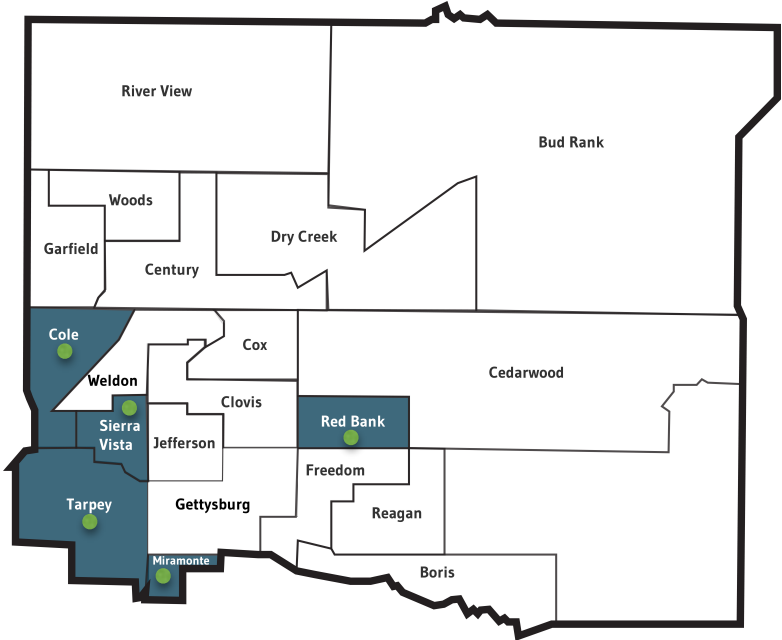 River View
Bud Rank
Woods
Dry Creek
Garfield
Century
Cole
Cox
Weldon
Cedarwood
Clovis
Sierra
Vista
Red Bank
Jefferson
Freedom
Tarpey
Gettysburg
Reagan
Miramonte
Boris